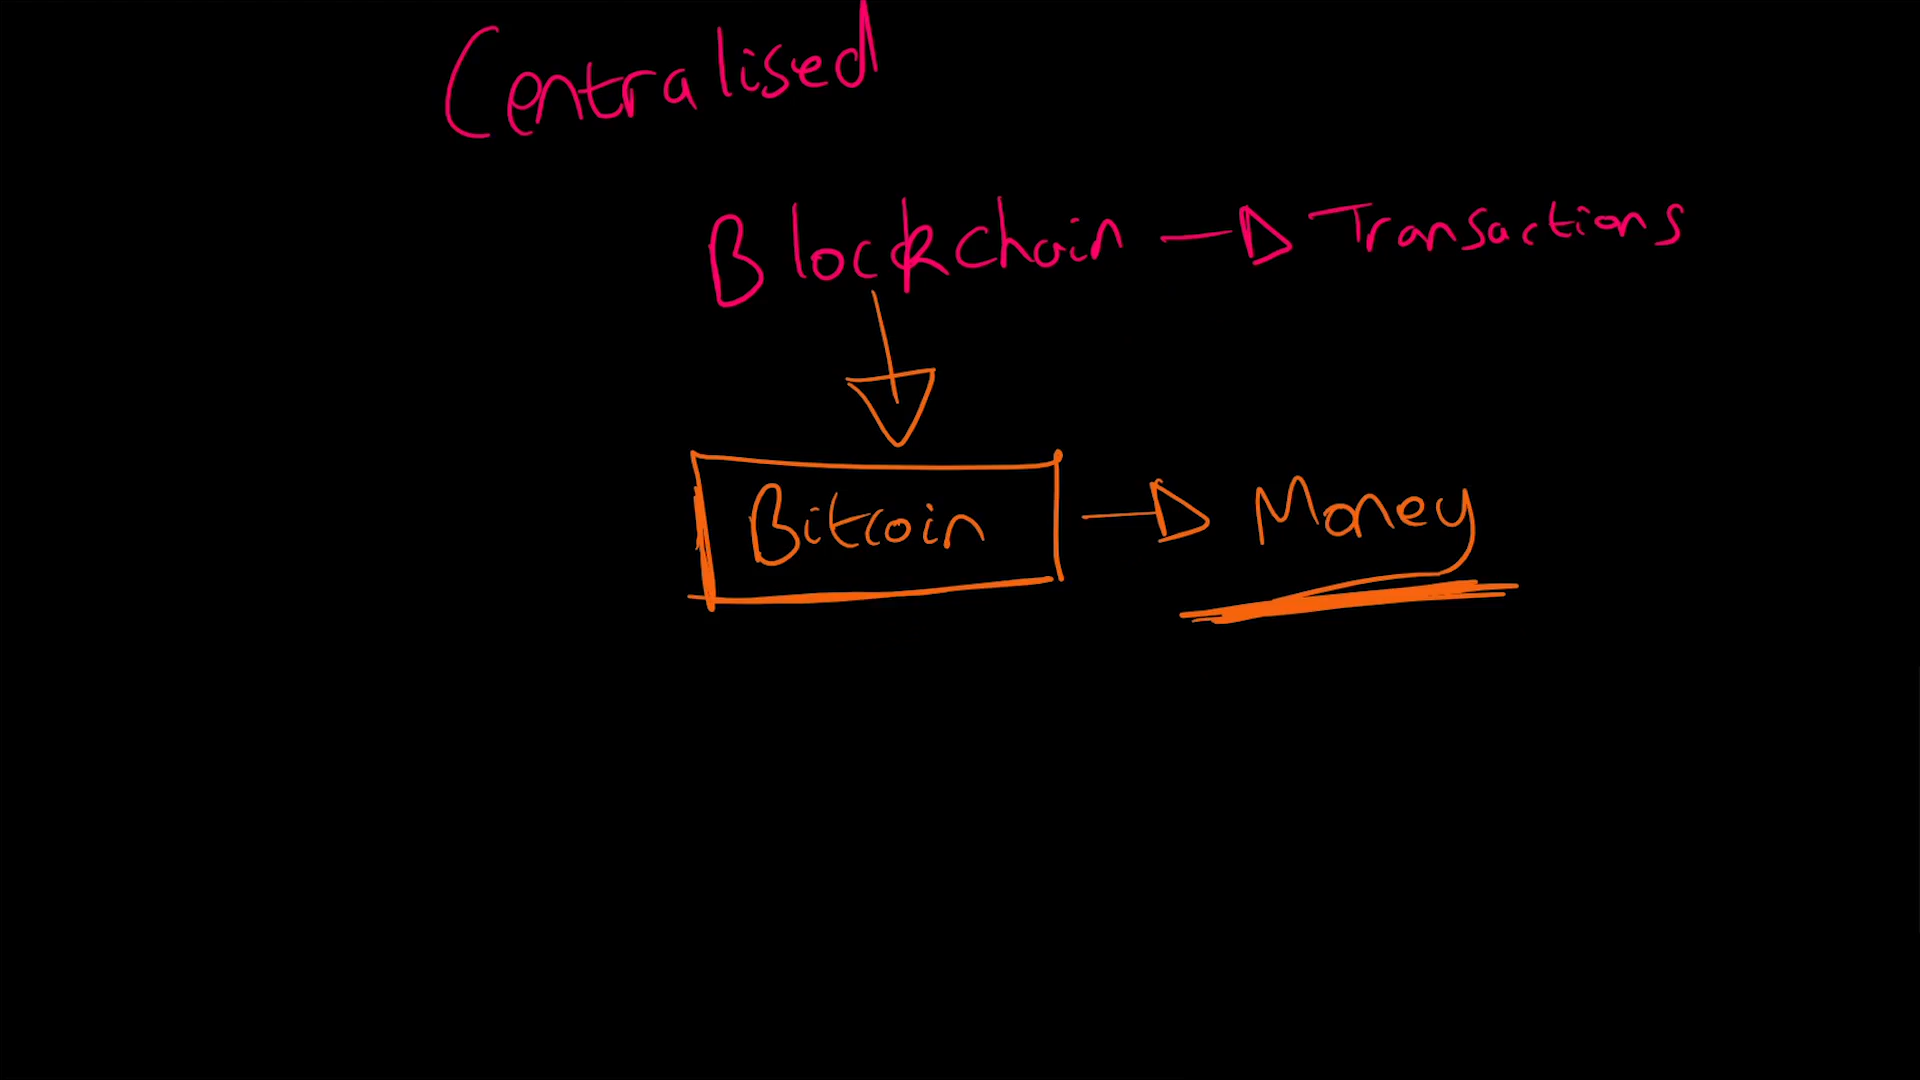 Centralised
Blockchain → Transactions
Bitcoin → Money